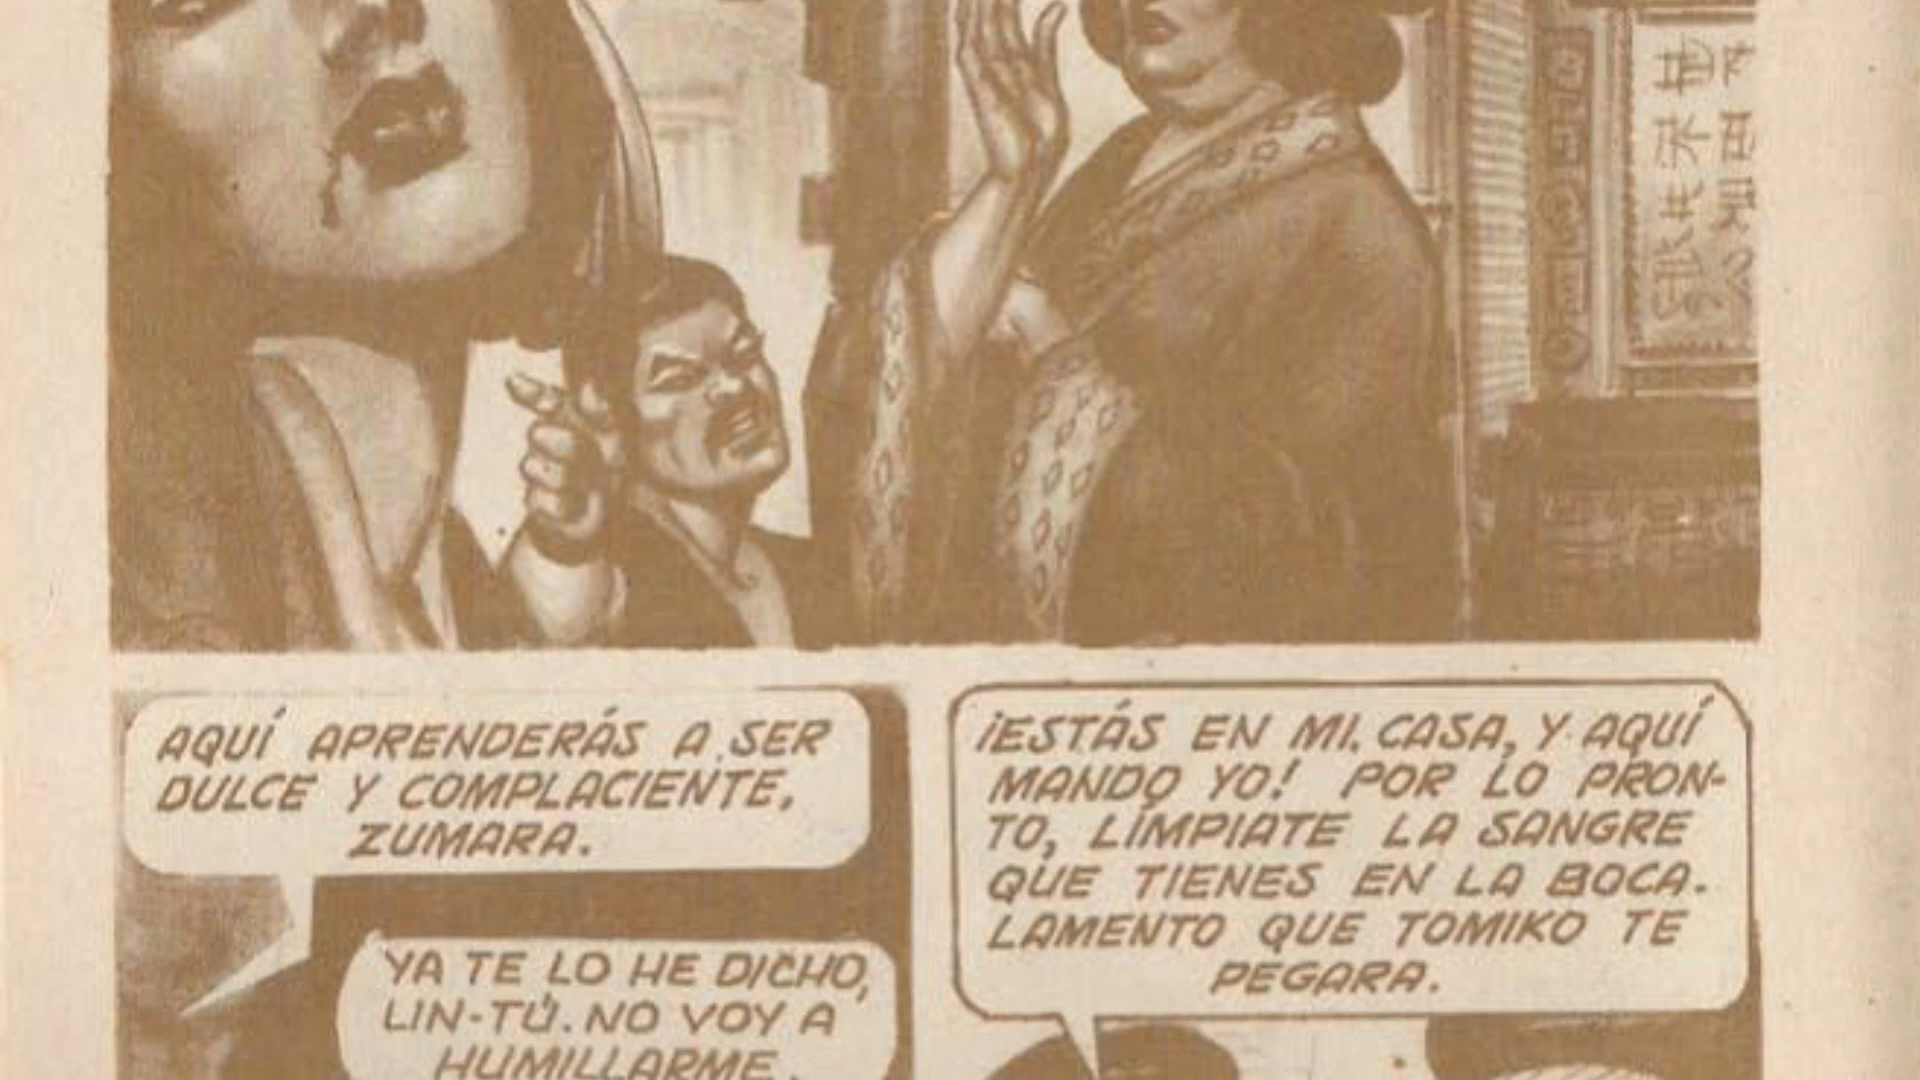 AQUÍ APRENDERÁS A SER
DULCE Y COMPLACIENTE,
ZUMARA.
YA TE LO HE DICHO,
LIN-TÚ. NO VOY A
HUMILLARME.
¡ESTÁS EN MI CASA, Y AQUÍ
MANDO YO! POR LO PRON-
TO, LÍMPIATE LA SANGRE
QUE TIENES EN LA BOCA.
LAMENTO QUE TOMIKO TE
PEGARA.